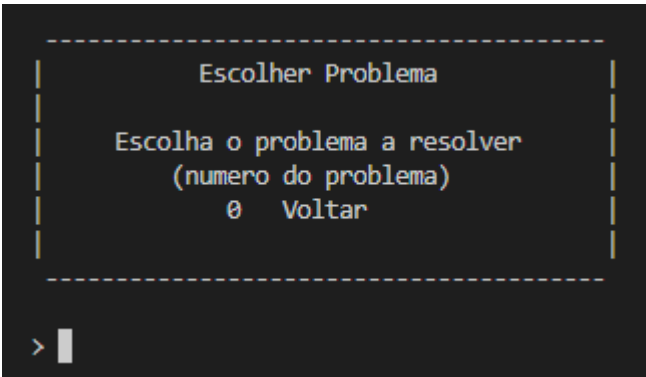 Escolher Problema
Escolha o problema a resolver
(numero do problema)
0 Voltar
>